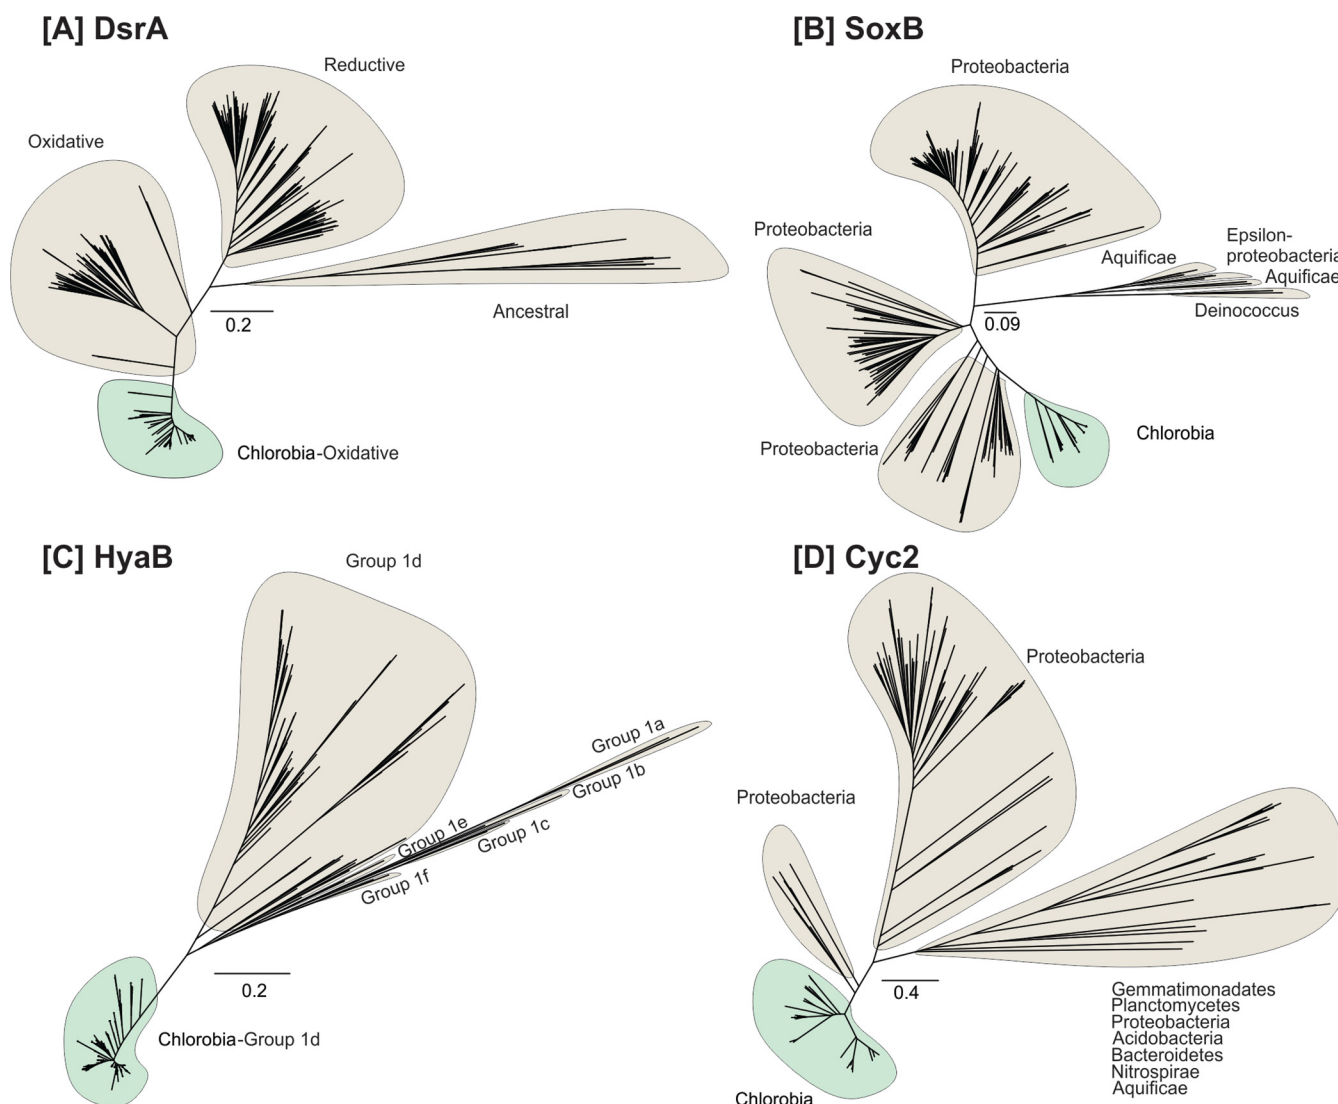 [A] DsrA
Reductive
Oxidative
Ancestral
0.2
Chlorobia-Oxidative
[B] SoxB
Proteobacteria
Proteobacteria
Epsilon-
proteobacteria
Aquificae
Aquificae
Deinococcus
0.09
Proteobacteria
Chlorobia
[C] HyaB
Group 1d
Group 1a
Group 1b
Group 1e
Group 1c
Group 1f
0.2
Chlorobia-Group 1d
[D] Cyc2
Proteobacteria
Proteobacteria
0.4
Gemmatimonadates
Planctomycetes
Proteobacteria
Acidobacteria
Bacteroidetes
Nitrospirae
Aquificae
Chlorobia